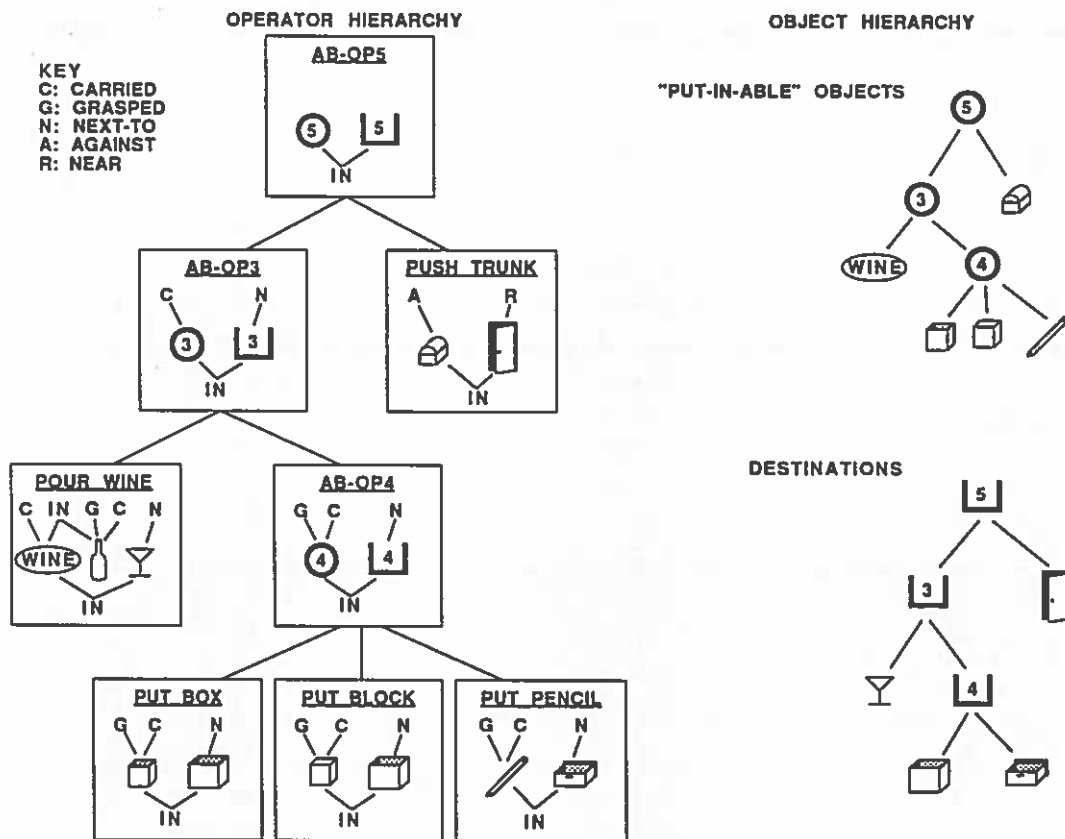 OPERATOR HIERARCHY
OBJECT HIERARCHY
AB-OP5
KEY
C: CARRIED
G: GRASPED
N: NEXT-TO
A: AGAINST
R: NEAR
5 5
IN
"PUT-IN-ABLE" OBJECTS
5
3
WINE
4
AB-OP3
C N
3 3
IN
PUSH TRUNK
A R
IN
POUR WINE
C IN G C N
WINE
IN
AB-OP4
G C N
4 4
IN
DESTINATIONS
5
3
4
PUT BOX
G C N
IN
PUT BLOCK
G C N
IN
PUT PENCIL
G C N
IN